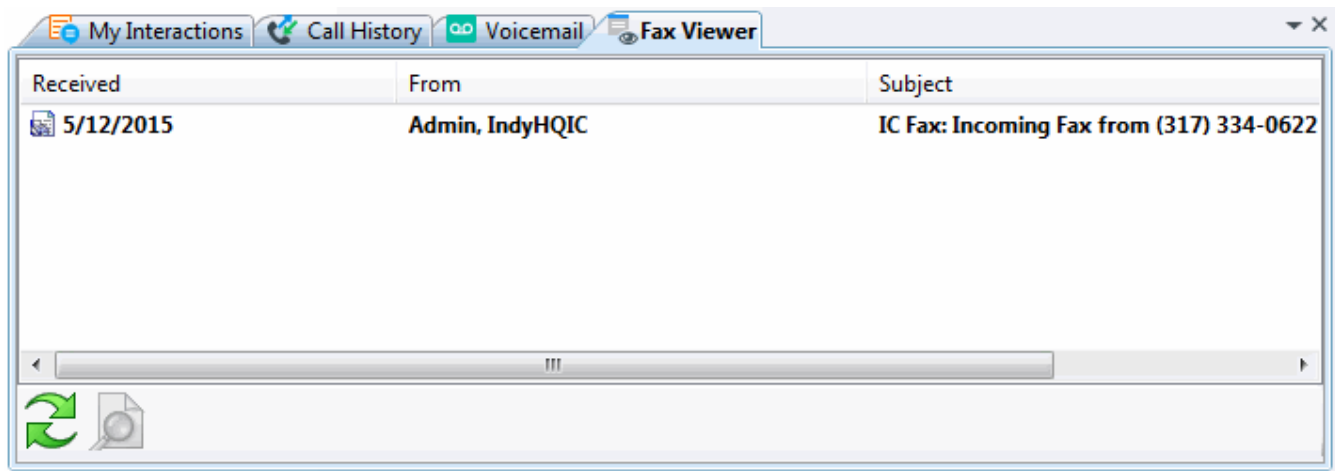 My Interactions Call History Voicemail Fax Viewer
Received From Subject
5/12/2015 Admin, IndyHQIC IC Fax: Incoming Fax from (317) 334-0622